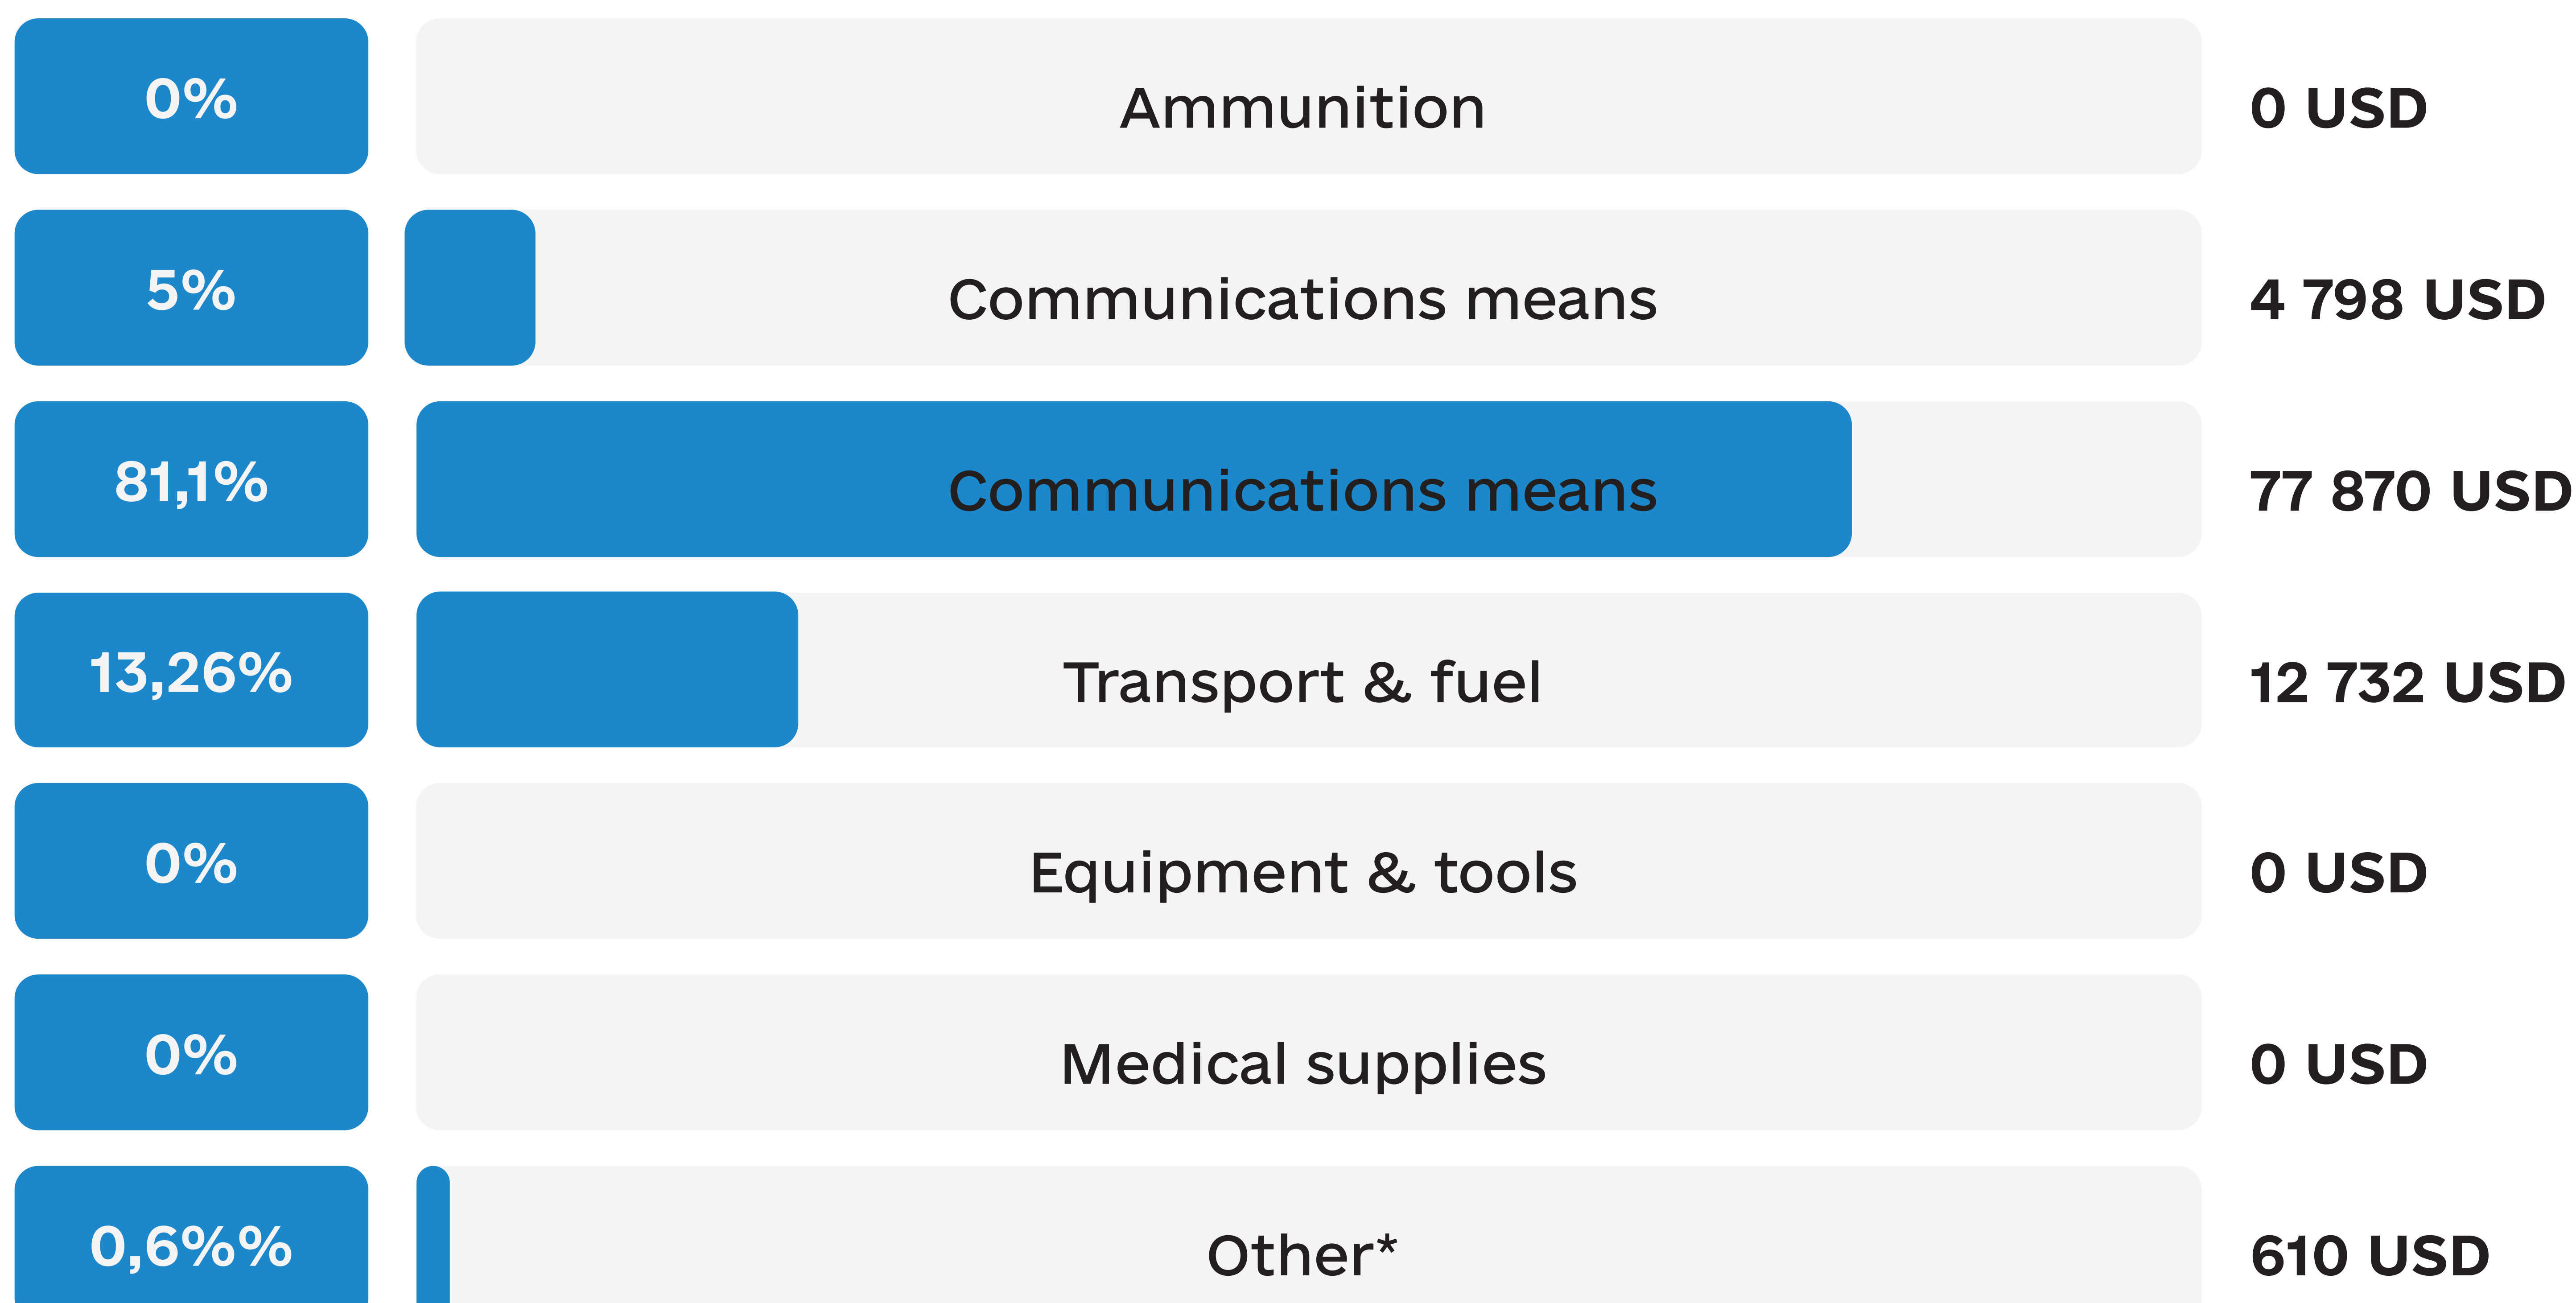 0% Ammunition 0 USD
5% Communications means 4 798 USD
81,1% Communications means 77 870 USD
13,26% Transport & fuel 12 732 USD
0% Equipment & tools 0 USD
0% Medical supplies 0 USD
0,6%% Other* 610 USD